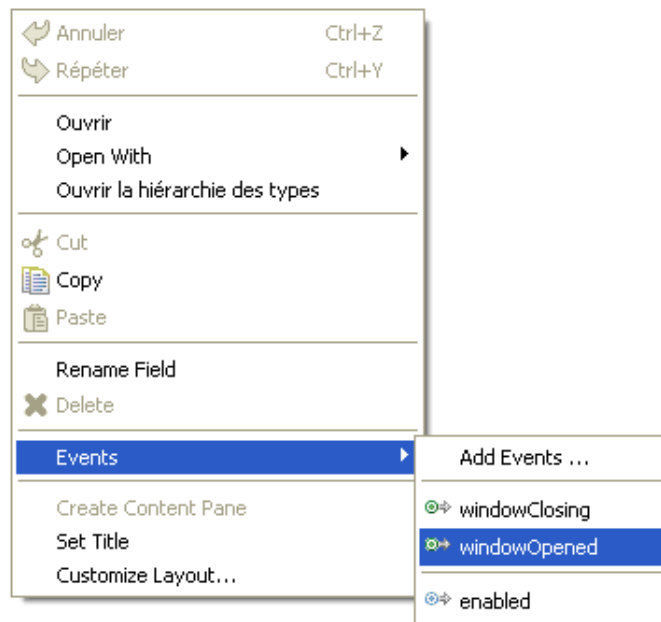 Annuler Ctrl+Z
Répéter Ctrl+Y
Ouvrir
Open With
Ouvrir la hiérarchie des types
Cut
Copy
Paste
Rename Field
Delete
Events
Add Events ...
Create Content Pane
windowClosing
Set Title
windowOpened
Customize Layout...
enabled